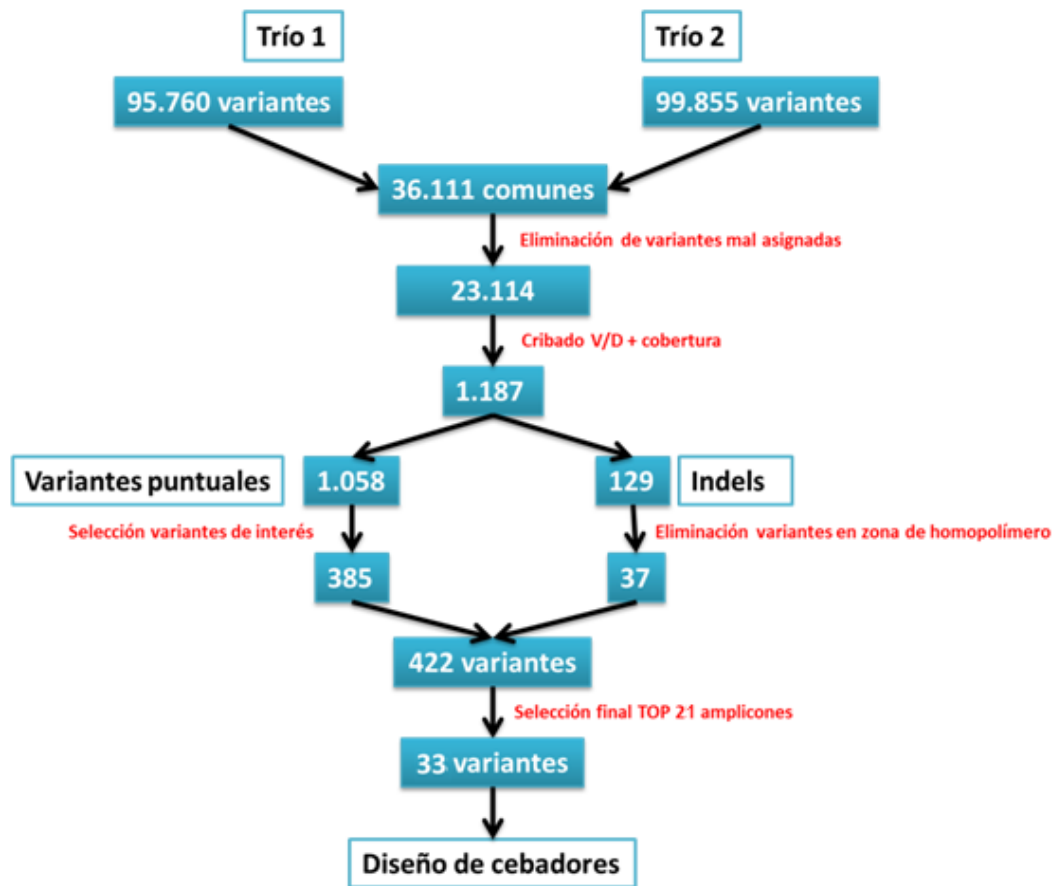 Trío 1
Trío 2
95.760 variantes
99.855 variantes
36.111 comunes
Eliminación de variantes mal asignadas
23.114
Cribado V/D + cobertura
1.187
Variantes puntuales
1.058
129
Indels
Selección variantes de interés
Eliminación variantes en zona de homopolímero
385
37
422 variantes
Selección final TOP 21 amplicones
33 variantes
Diseño de cebadores